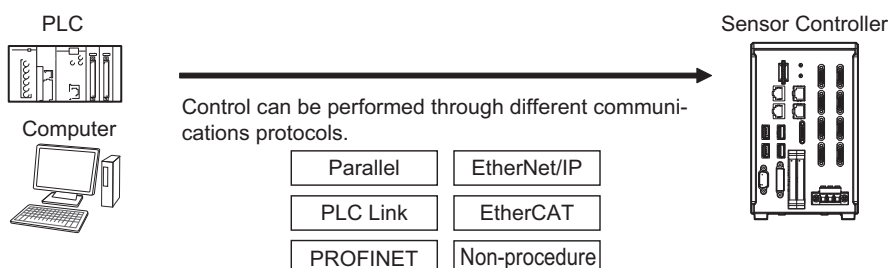 PLC
Sensor Controller
Control can be performed through different communi-
cations protocols.
Computer
Parallel
EtherNet/IP
PLC Link
EtherCAT
PROFINET
Non-procedure